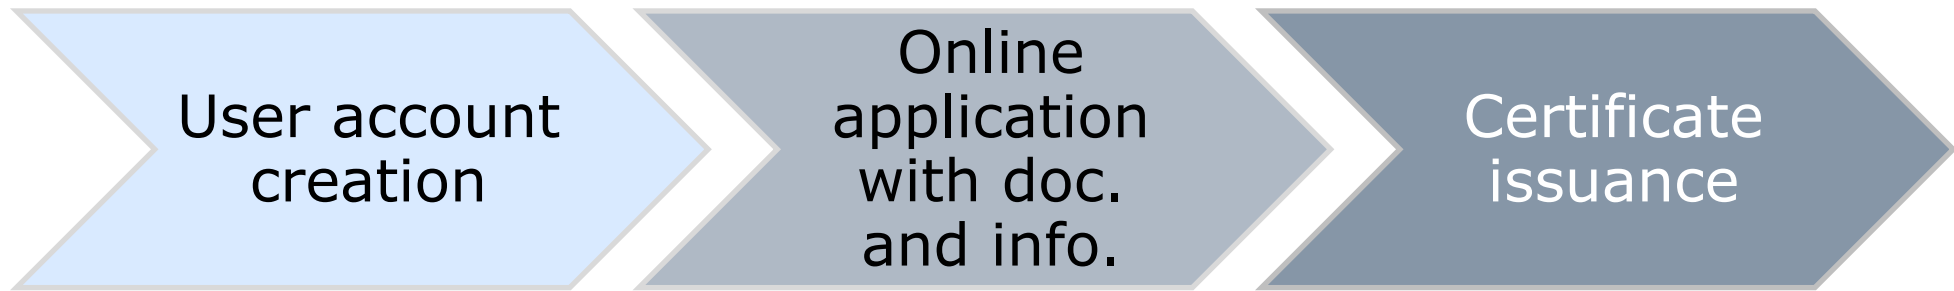 User account
creation
Online
application
with doc.
and info.
Certificate
issuance